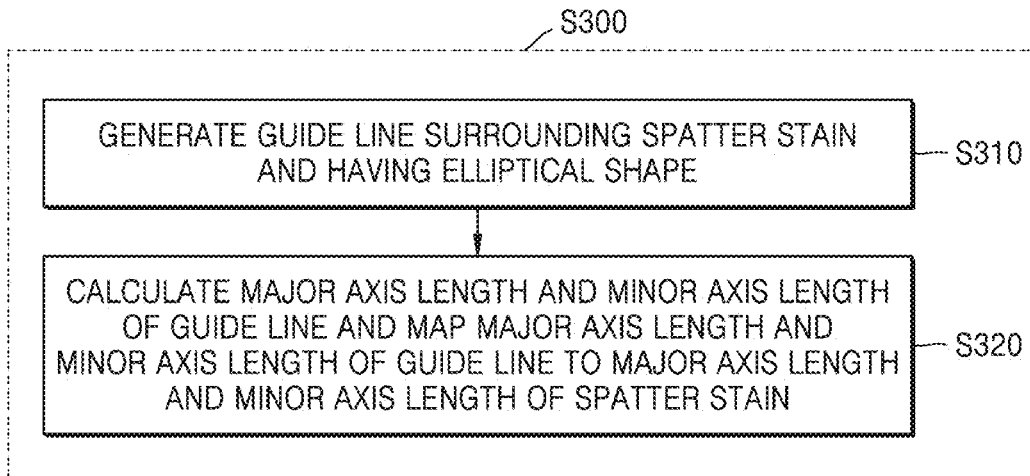 S300
GENERATE GUIDE LINE SURROUNDING SPATTER STAIN
AND HAVING ELLIPTICAL SHAPE
S310
CALCULATE MAJOR AXIS LENGTH AND MINOR AXIS LENGTH
OF GUIDE LINE AND MAP MAJOR AXIS LENGTH AND
MINOR AXIS LENGTH OF GUIDE LINE TO MAJOR AXIS LENGTH
AND MINOR AXIS LENGTH OF SPATTER STAIN
S320